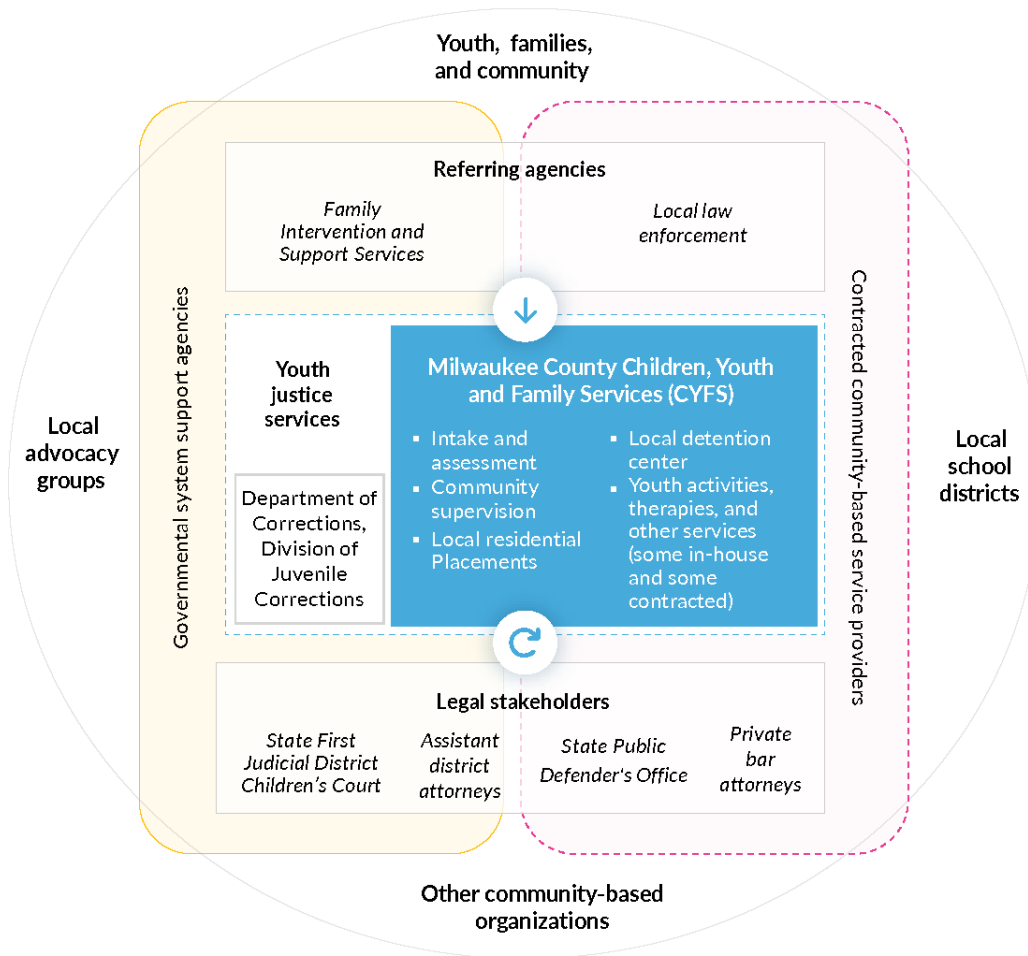 Youth, families,
and community
Referring agencies
Family
Intervention and
Support Services
Local law
enforcement
Governmental system support agencies
Contracted community-based service providers
Local
advocacy
groups
Local
school
districts
Youth
justice
services
Department of
Corrections,
Division of
Juvenile
Corrections
Milwaukee County Children, Youth
and Family Services (CYFS)
▪ Intake and
assessment
▪ Community
supervision
▪ Local residential
Placements
▪ Local detention
center
▪ Youth activities,
therapies, and
other services
(some in-house
and some
contracted)
Legal stakeholders
State First
Judicial District
Children's Court
Assistant
district
attorneys
State Public
Defender's Office
Private
bar
attorneys
Other community-based
organizations